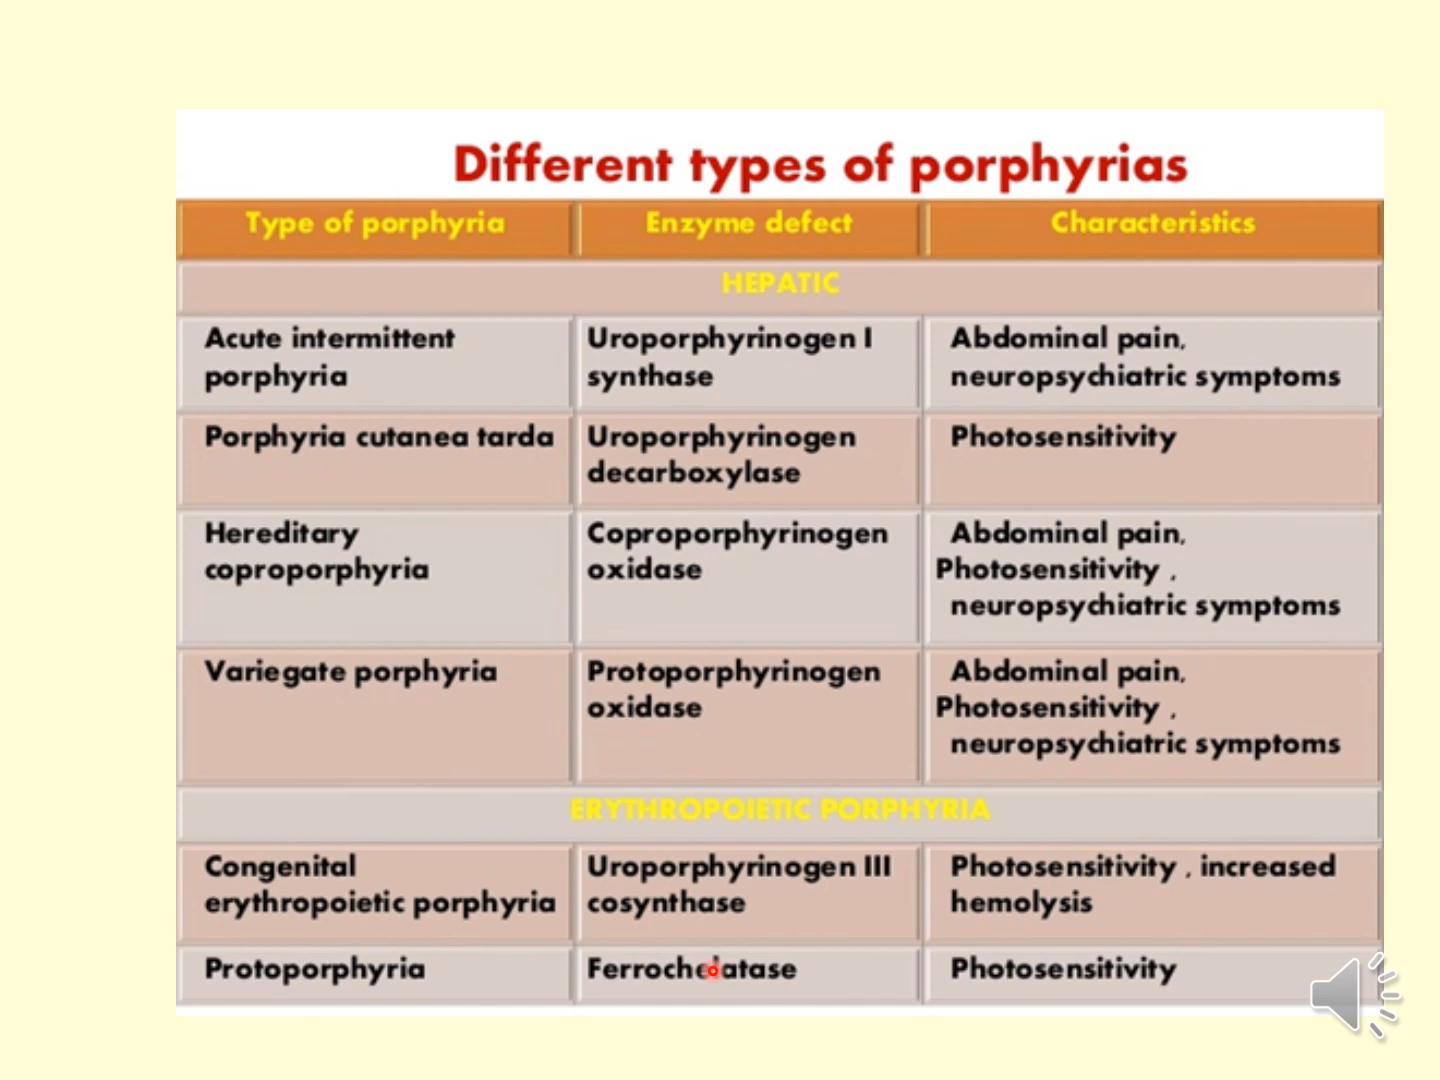 Different types of porphyrias
Type of porphyria Enzyme defect Characteristics
HEPATIC
Acute intermittent
porphyria
Uroporphyrinogen I
synthase
Abdominal pain,
neuropsychiatric symptoms
Porphyria cutanea tarda
Uroporphyrinogen
decarboxylase
Photosensitivity
Hereditary
coproporphyria
Coproporphyrinogen
oxidase
Abdominal pain,
Photosensitivity ,
neuropsychiatric symptoms
Variegate porphyria
Protoporphyrinogen
oxidase
Abdominal pain,
Photosensitivity ,
neuropsychiatric symptoms
ERYTHROPOIETIC PORPHYRIA
Congenital
erythropoietic porphyria
Uroporphyrinogen III
cosynthase
Photosensitivity , increased
hemolysis
Protoporphyria
Ferrochelatase
Photosensitivity